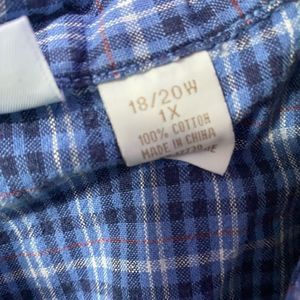 18/20W
1X
100% COTTON
MADE IN CHINA